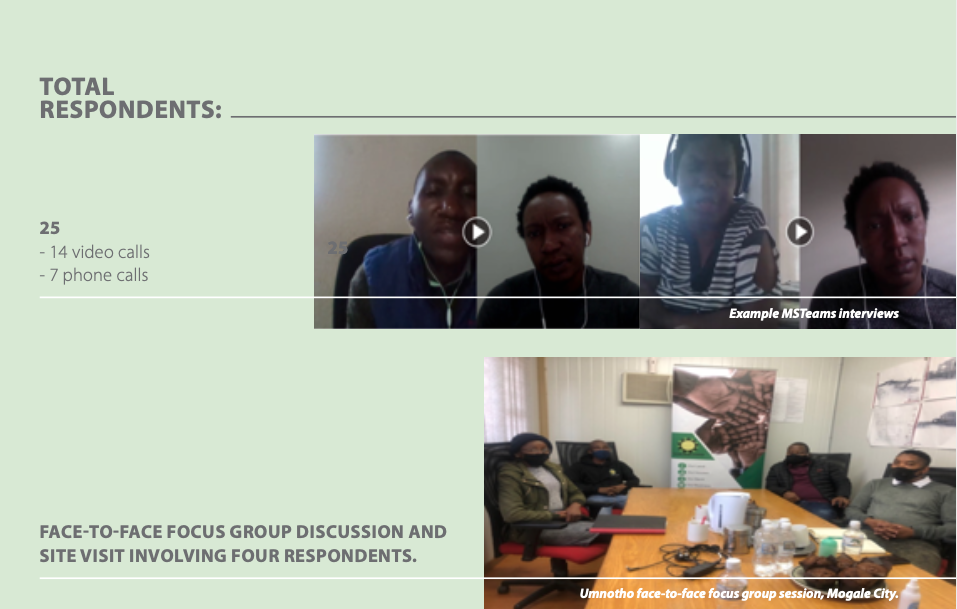 TOTAL
RESPONDENTS:
25
- 14 video calls
- 7 phone calls
25
Example MSTeams interviews
FACE-TO-FACE FOCUS GROUP DISCUSSION AND
SITE VISIT INVOLVING FOUR RESPONDENTS.
Umnotho face-to-face focus group session, Mogale City.